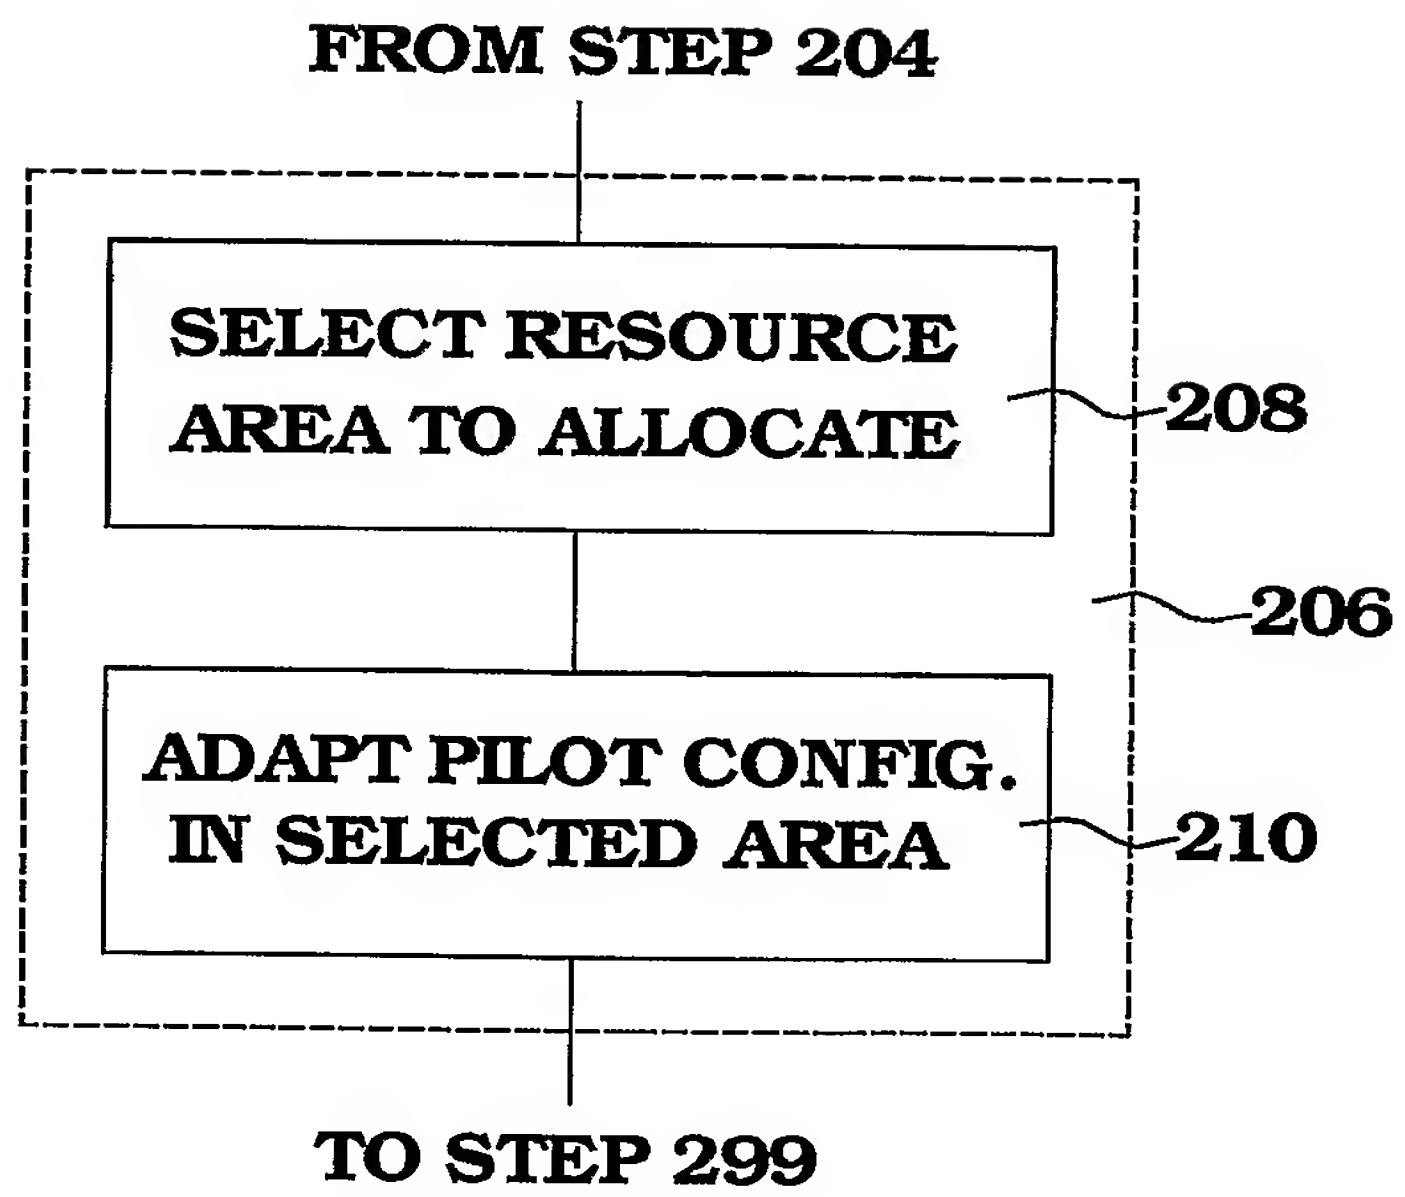 FROM STEP 204
SELECT RESOURCE
AREA TO ALLOCATE
208
206
ADAPT PILOT CONFIG.
IN SELECTED AREA
210
TO STEP 299